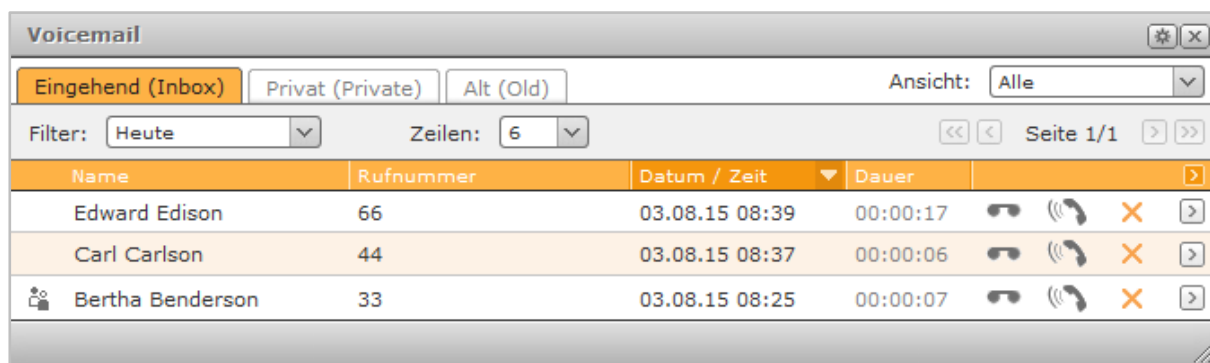 Voicemail
Eingehend (Inbox) Privat (Private) Alt (Old) Ansicht: Alle
Filter: Heute Zeilen: 6 Seite 1/1
Name Rufnummer Datum / Zeit Dauer
Edward Edison 66 03.08.15 08:39 00:00:17
Carl Carlson 44 03.08.15 08:37 00:00:06
Bertha Benderson 33 03.08.15 08:25 00:00:07